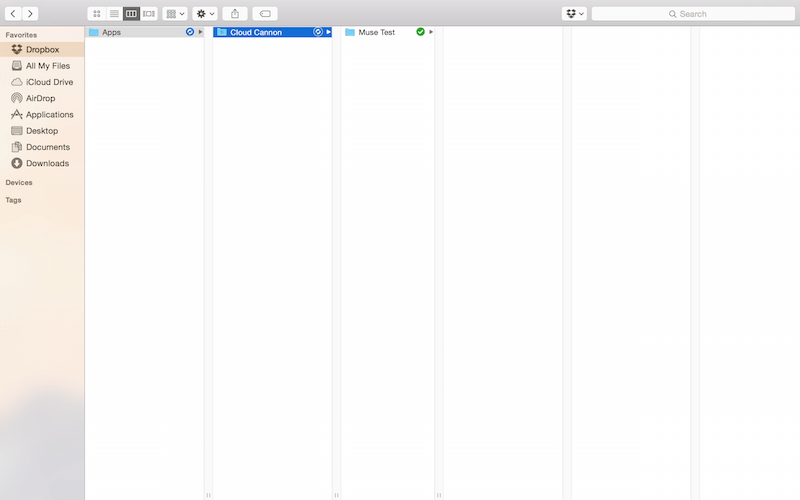 Search
Favorites
Dropbox
All My Files
iCloud Drive
AirDrop
Applications
Desktop
Documents
Downloads
Devices
Tags
Apps
Cloud Cannon
Muse Test